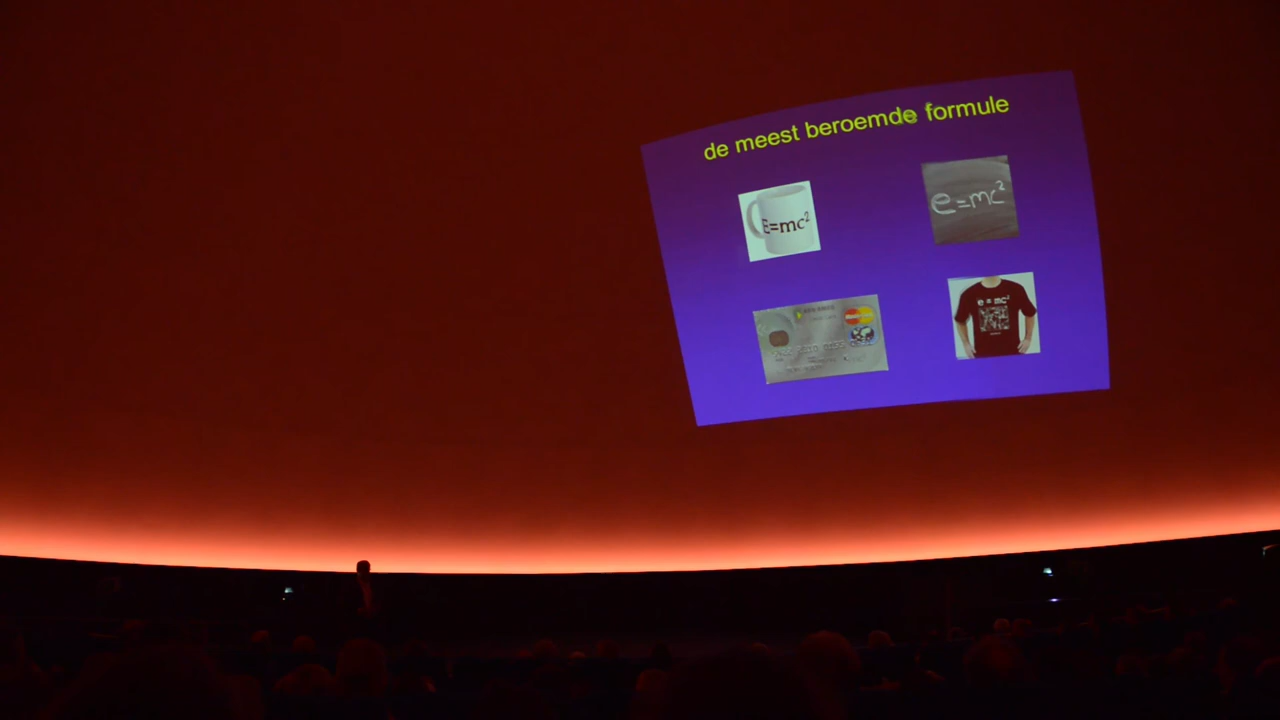 de meest beroemde formule
E=mc²
e=mc²
e = mc²